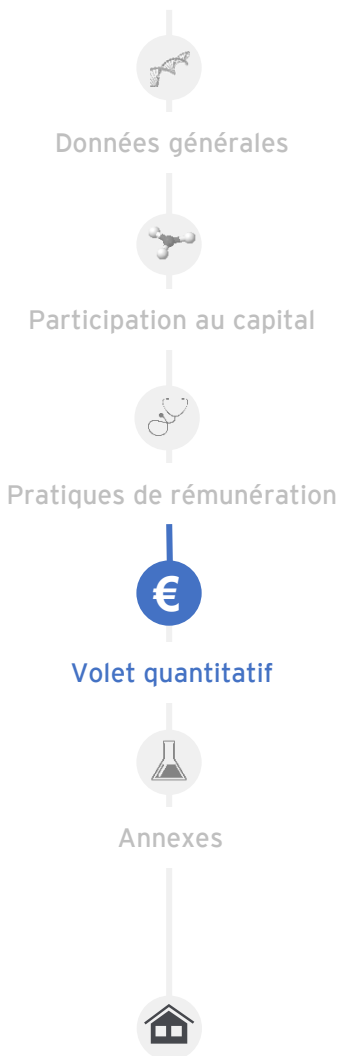 Données générales
Participation au capital
Pratiques de rémunération
€
Volet quantitatif
Annexes